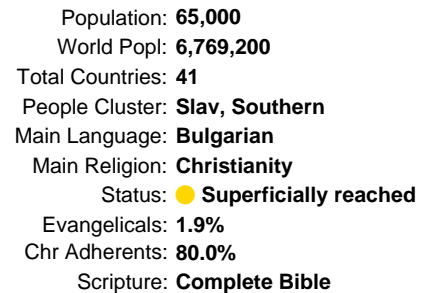 Population: 65,000
World Popl: 6,769,200
Total Countries: 41
People Cluster: Slav, Southern
Main Language: Bulgarian
Main Religion: Christianity
Status: Superficially reached
Evangelicals: 1.9%
Chr Adherents: 80.0%
Scripture: Complete Bible